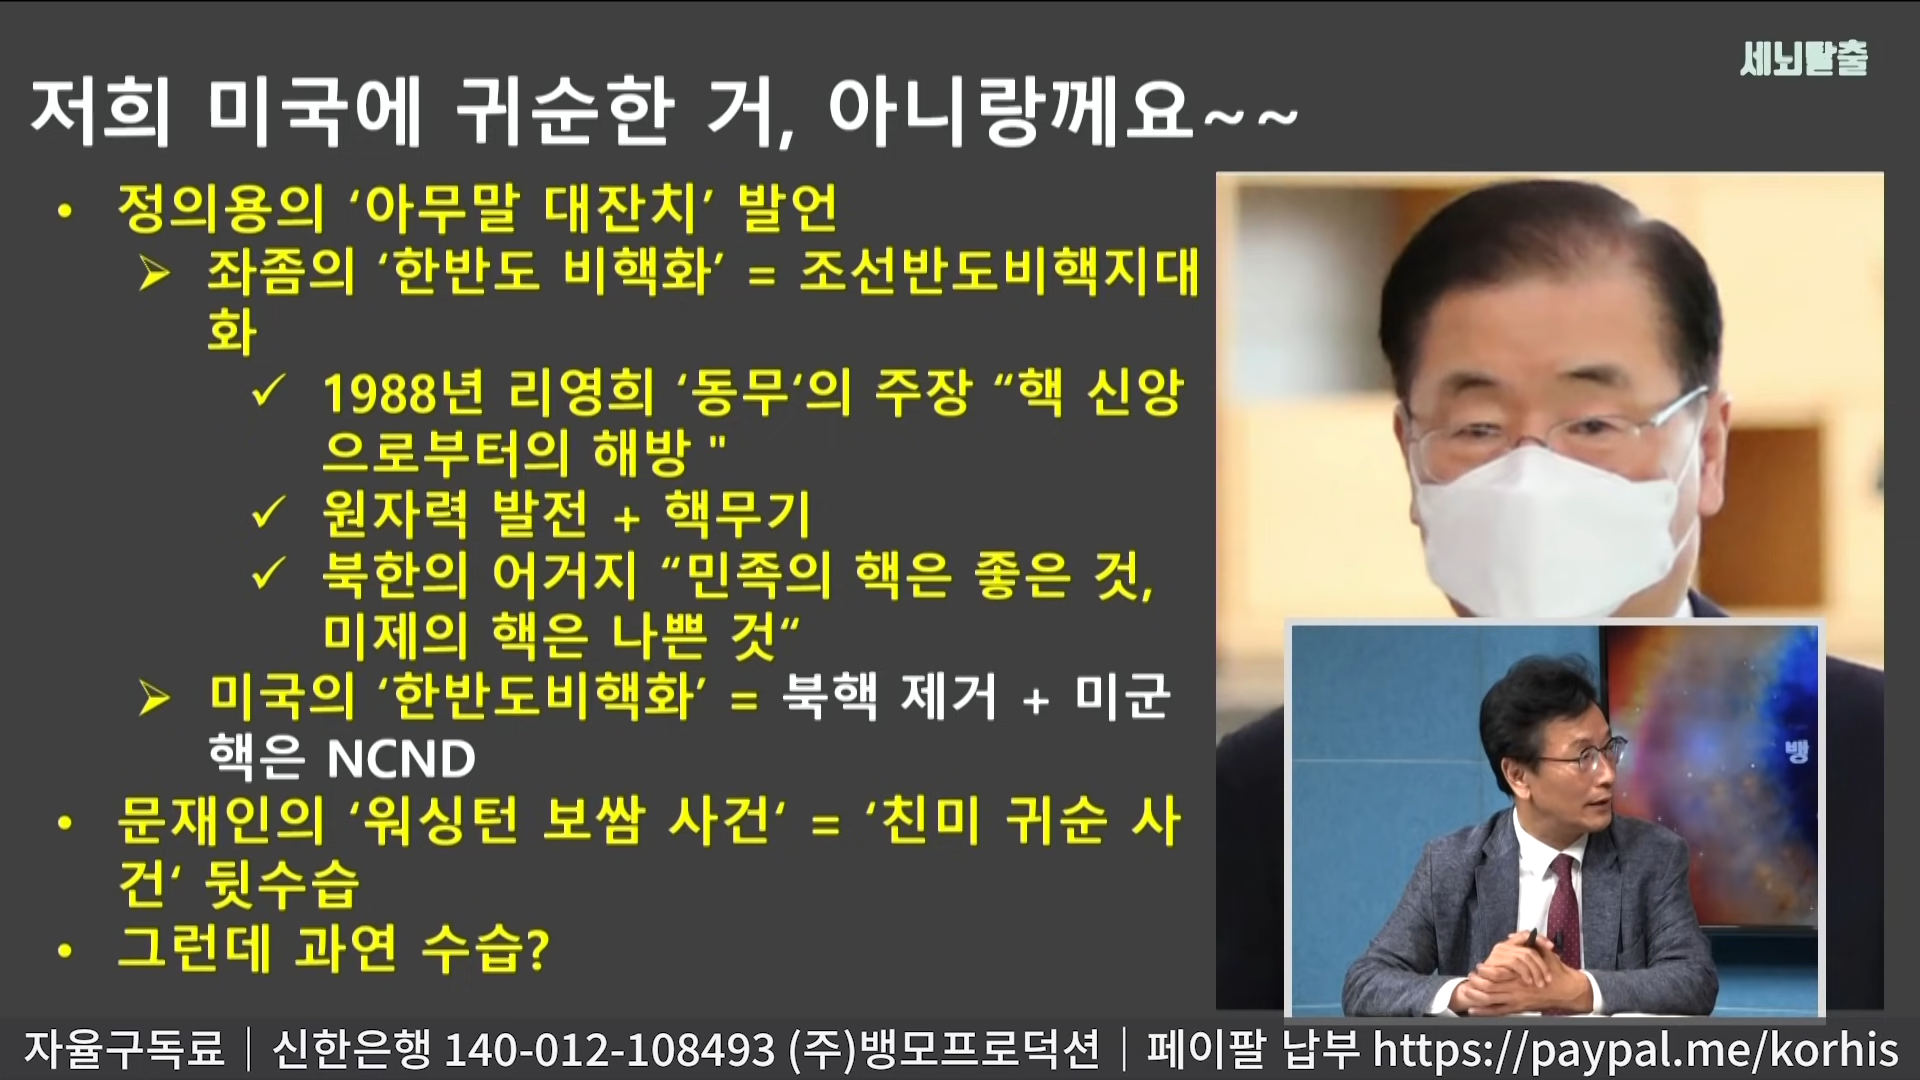 세뇌탈출
저희 미국에 귀순한 거, 아니랑께요~~
• 정의용의 ‘아무말 대잔치’ 발언
➢ 좌좀의 ‘한반도 비핵화’ = 조선반도비핵지대
화
✓ 1988년 리영희 ‘동무‘의 주장 “핵 신앙
으로부터의 해방 "
✓ 원자력 발전 + 핵무기
✓ 북한의 어거지 “민족의 핵은 좋은 것,
미제의 핵은 나쁜 것“
➢ 미국의 ‘한반도비핵화’ = 북핵 제거 + 미군
핵은 NCND
• 문재인의 ‘워싱턴 보쌈 사건‘ = ‘친미 귀순 사
건‘ 뒷수습
• 그런데 과연 수습?
뱅
자율구독료｜신한은행 140-012-108493 (주)뱅모프로덕션｜페이팔 납부 https://paypal.me/korhis